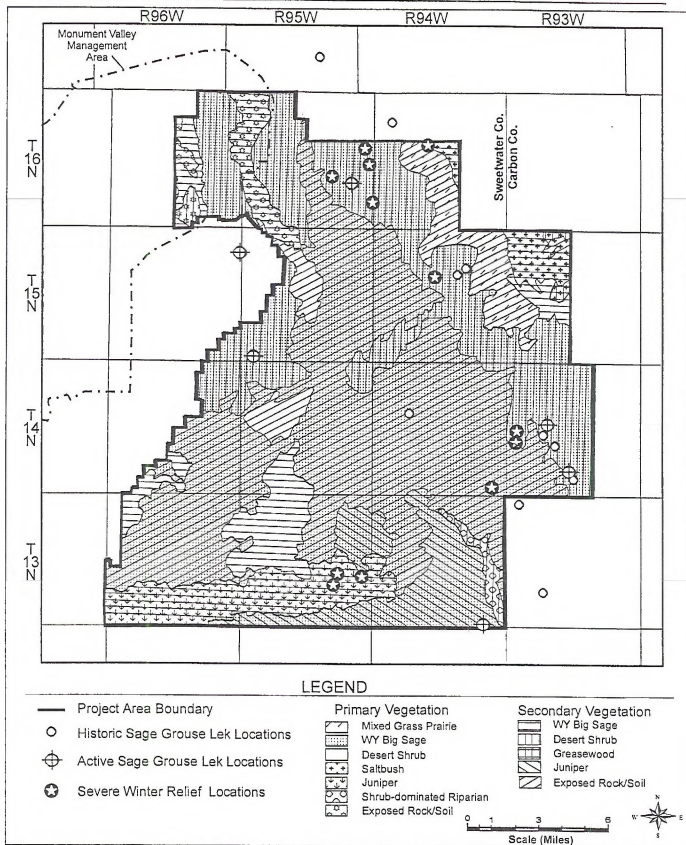 R96W R95W R94W R93W
Monument Valley
Management
Area
T
16
N
Sweetwater Co.
Carbon Co.
T
15
N
T
14
N
T
13
N
LEGEND
Project Area Boundary
Historic Sage Grouse Lek Locations
Active Sage Grouse Lek Locations
Severe Winter Relief Locations
Primary Vegetation
Mixed Grass Prairie
WY Big Sage
Desert Shrub
Saltbush
Juniper
Shrub-dominated Riparian
Exposed Rock/Soil
Secondary Vegetation
WY Big Sage
Desert Shrub
Greasewood
Juniper
Exposed Rock/Soil
0 1 3 6
Scale (Miles)
N
W E
S